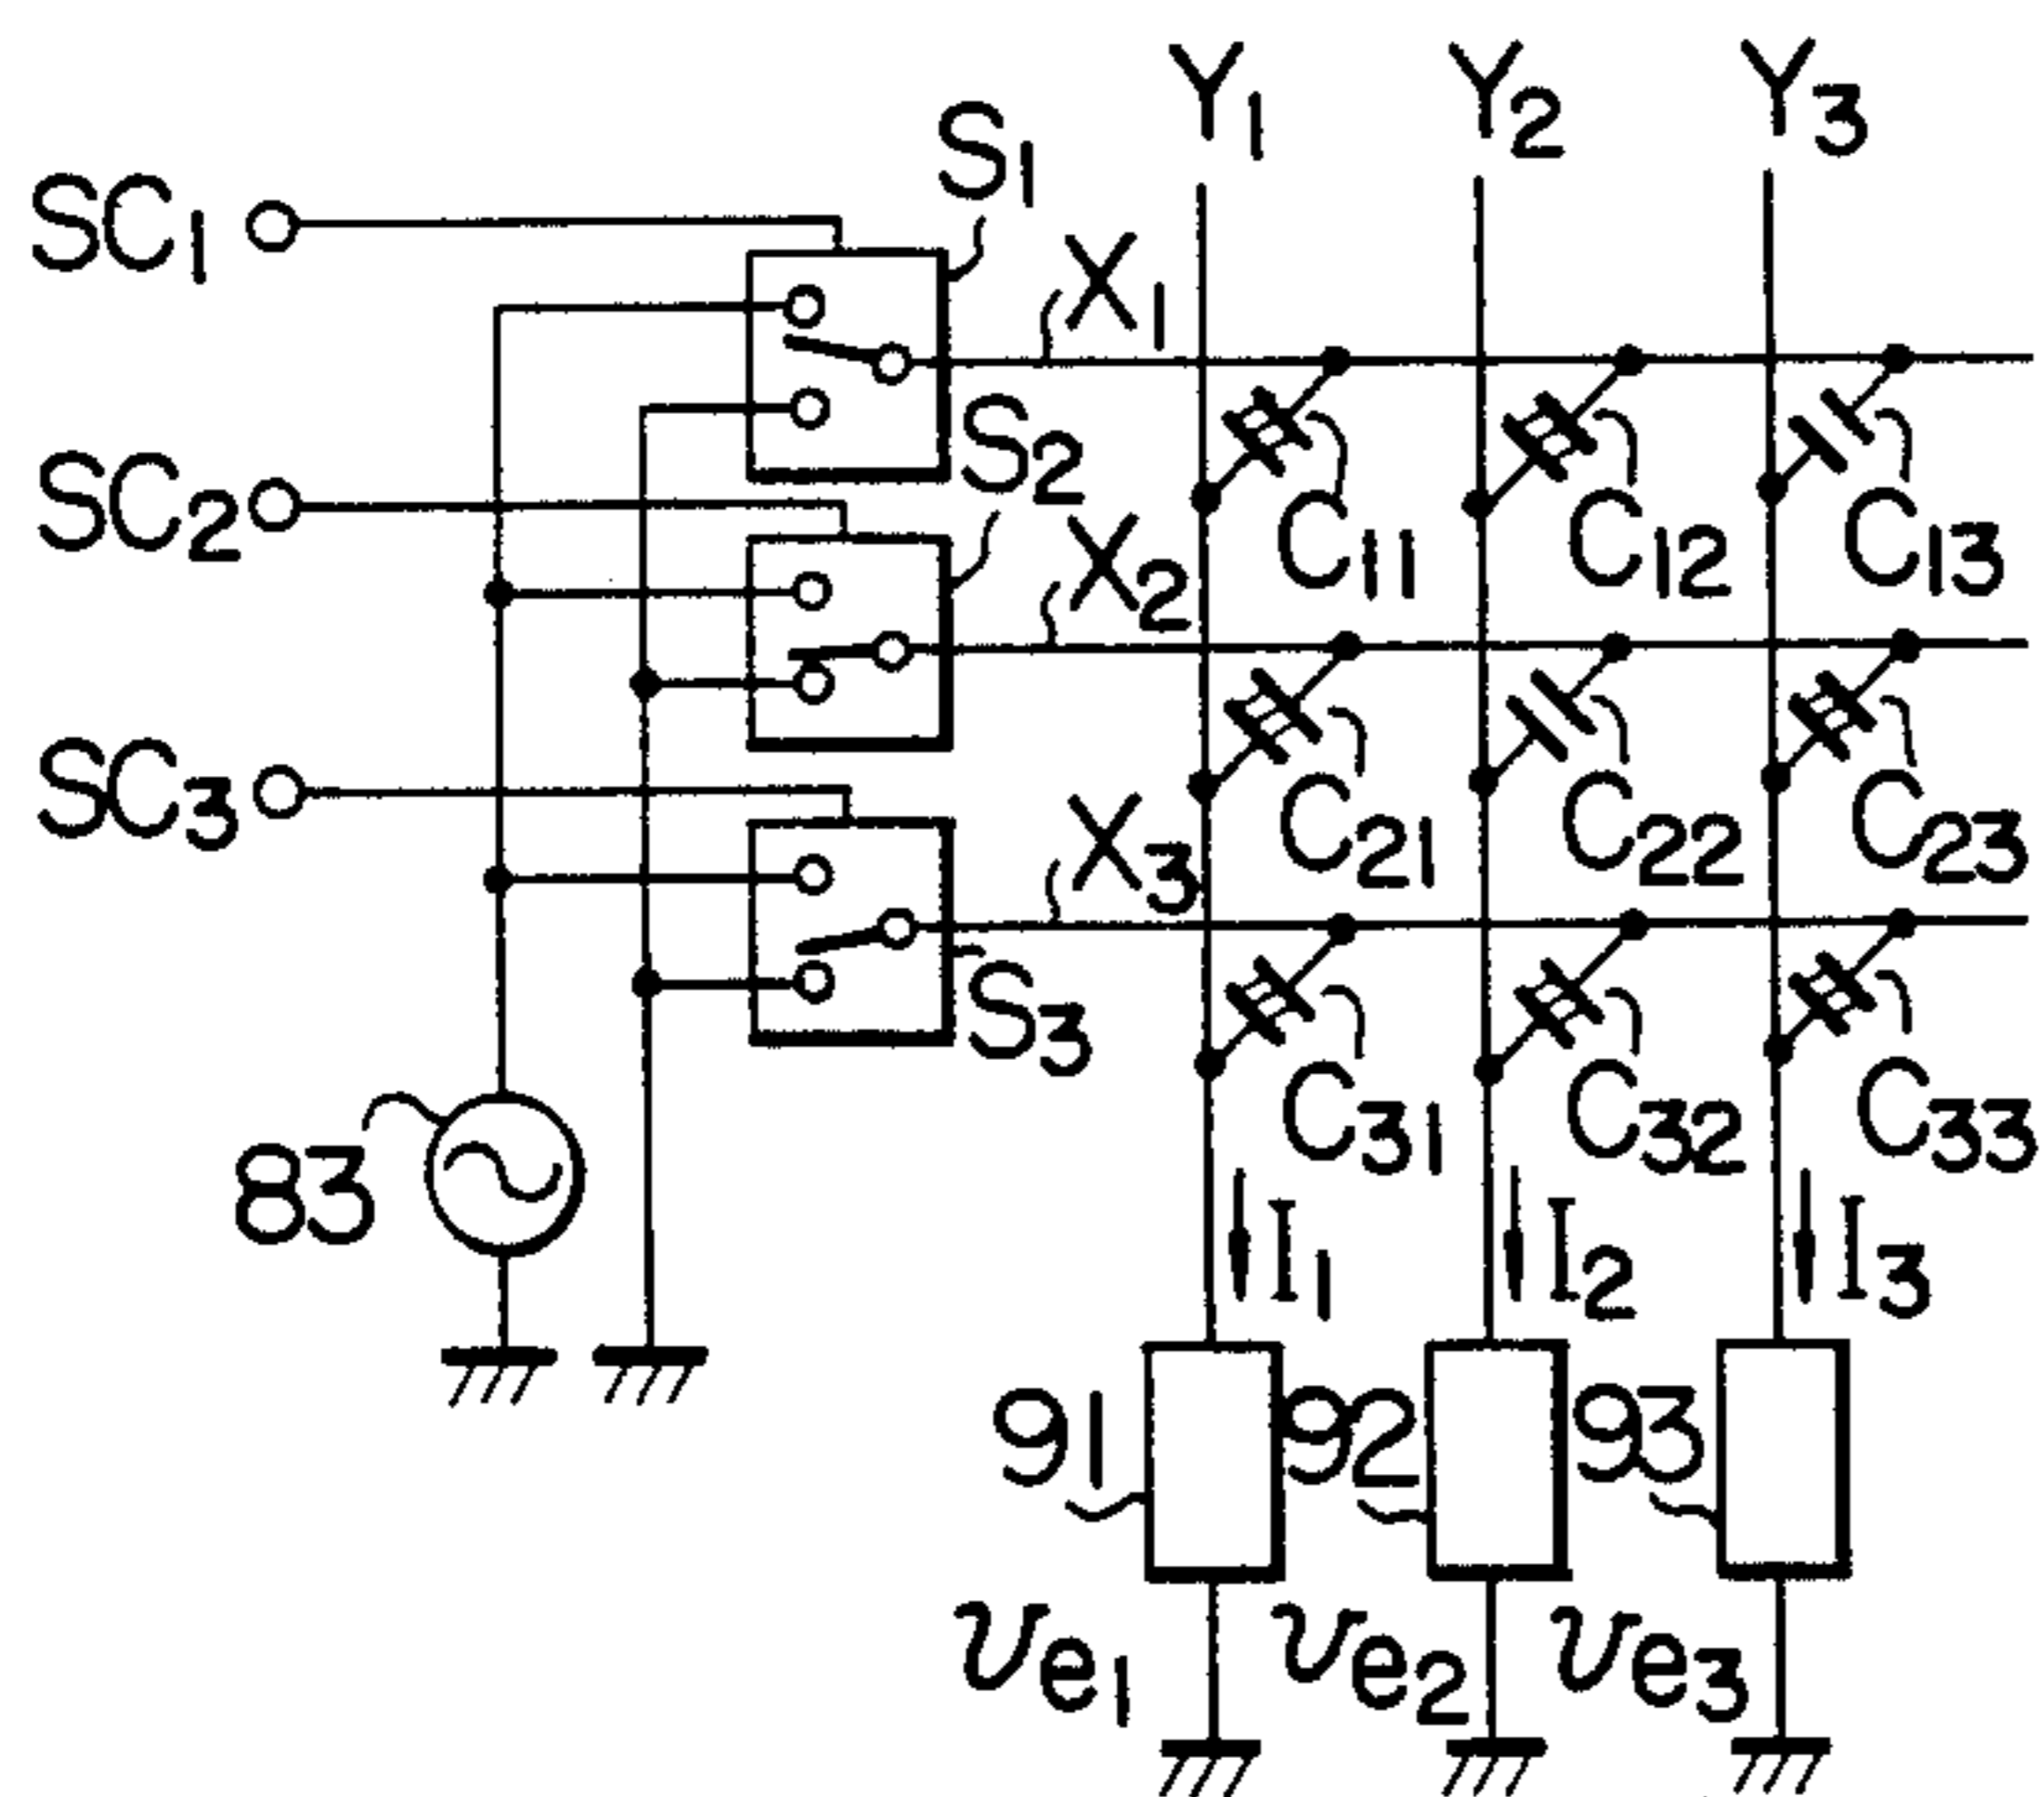 Y1 Y2 Y3
S1
SC1
X1
S2
SC2
C11 C12 C13
X2
SC3
X3
C21 C22 C23
S3
C31 C32 C33
83
I1 I2 I3
91 92 93
ve1 ve2 ve3